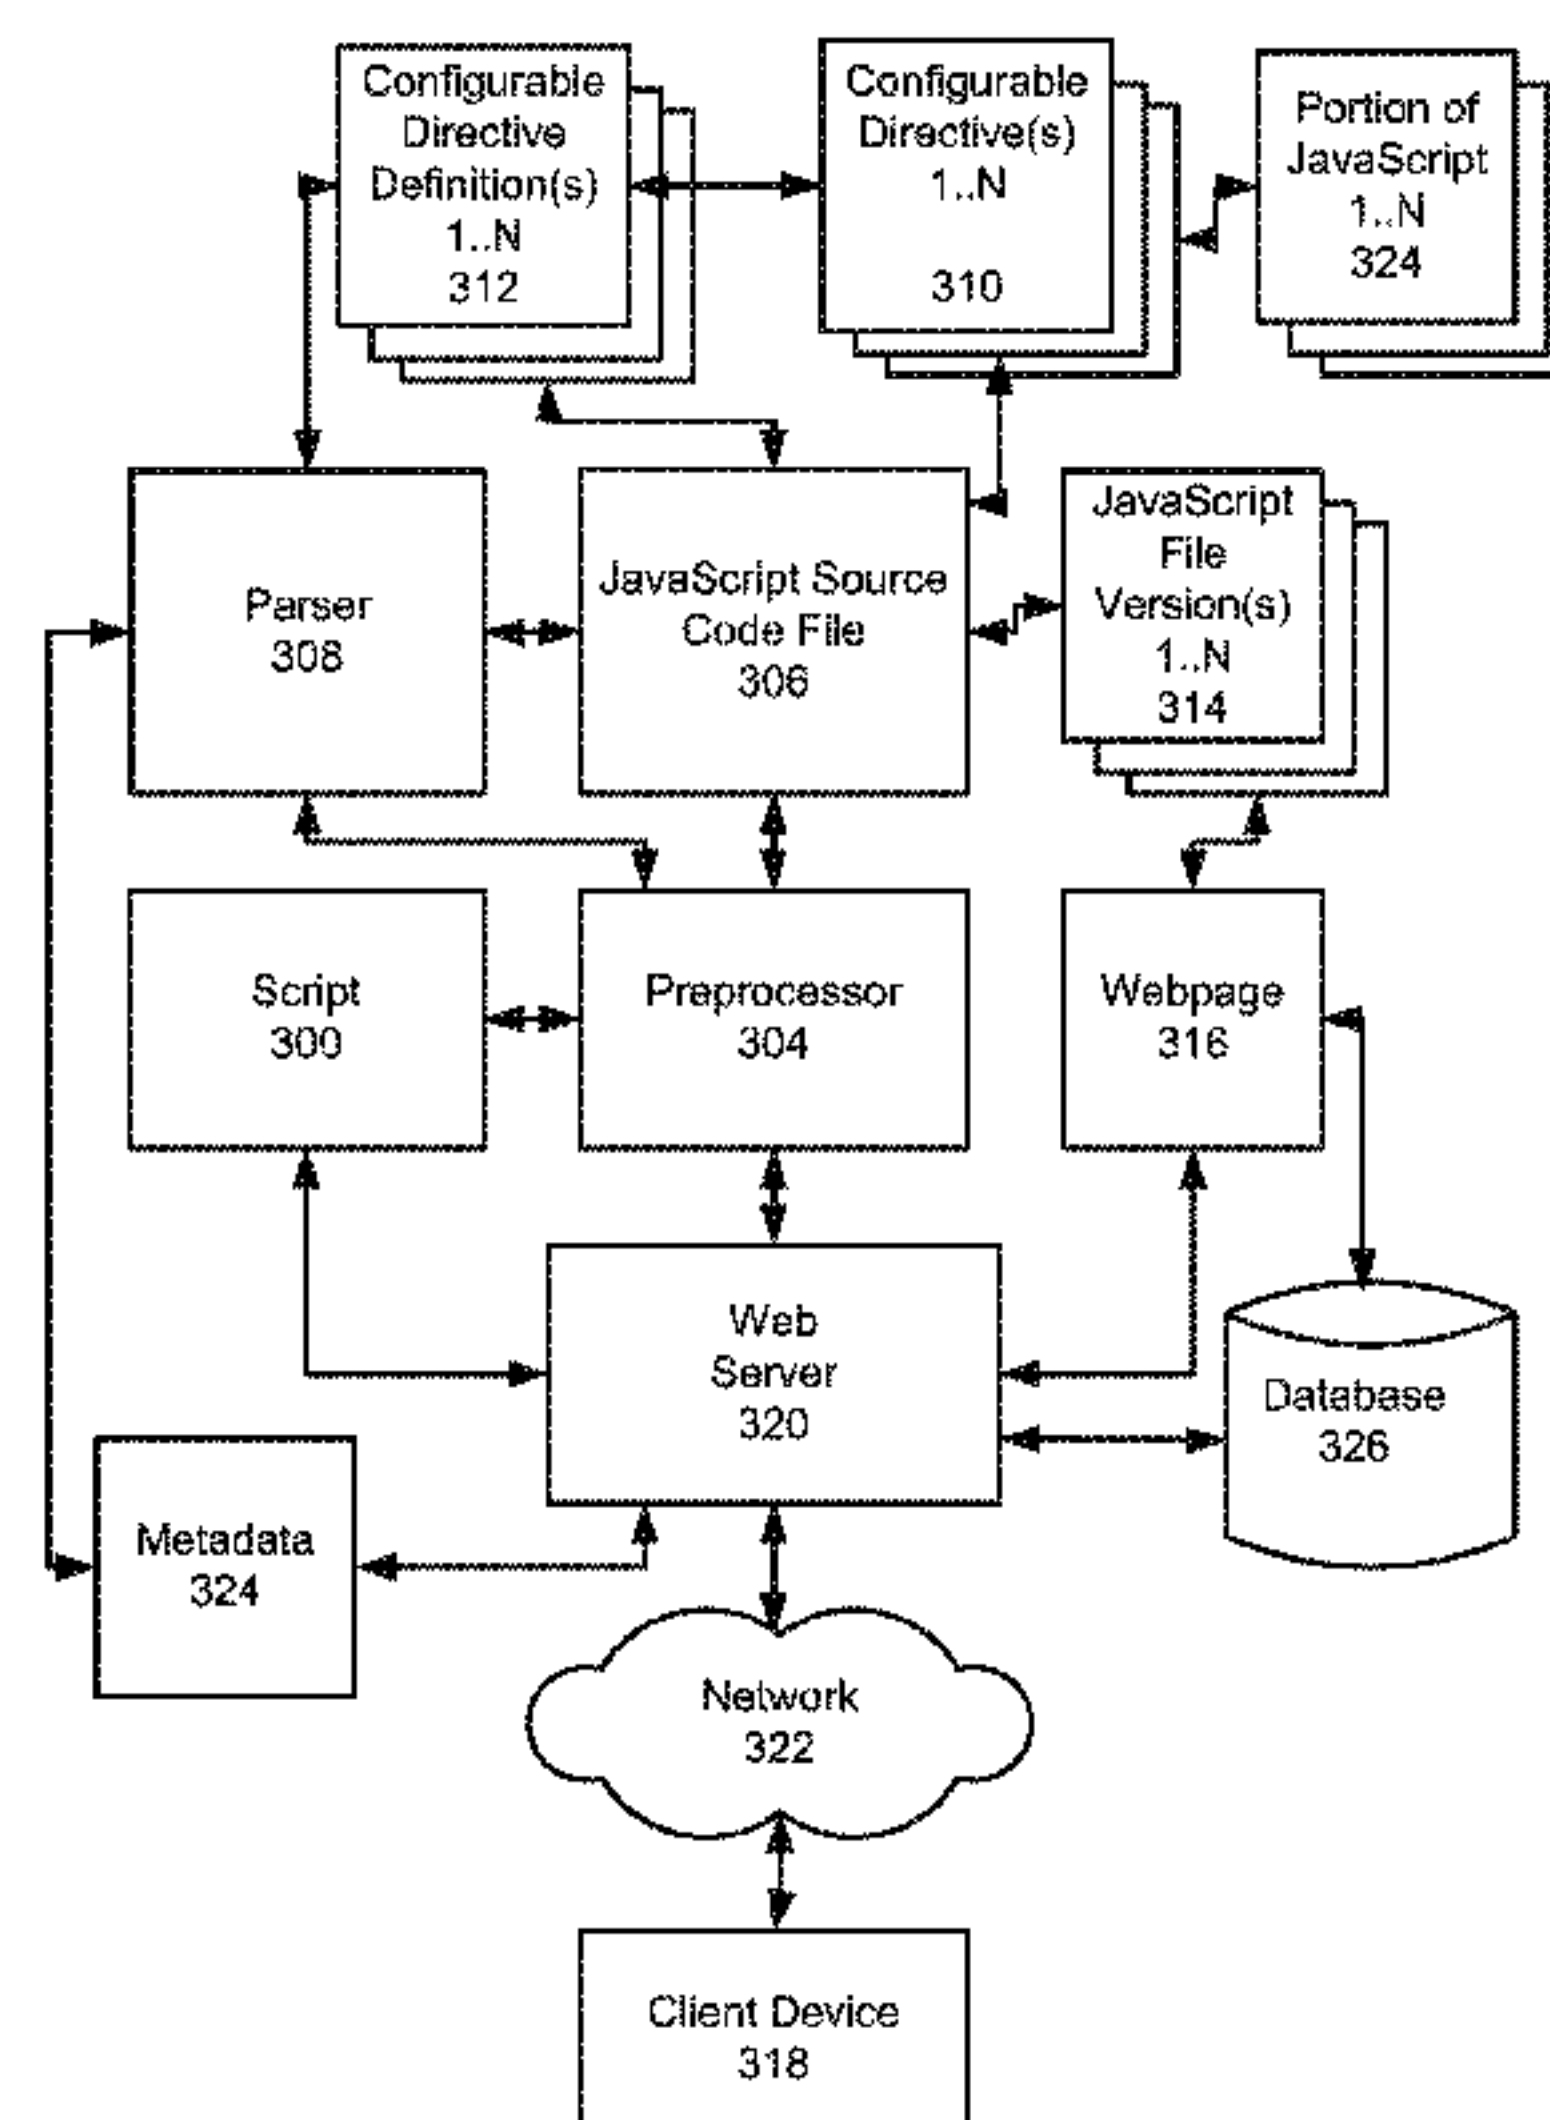 Configurable
Directive
Definition(s)
1..N
312
Configurable
Directive(s)
1..N
310
Portion of
JavaScript
1..N
324
Parser
308
JavaScript Source
Code File
306
JavaScript
File
Version(s)
1..N
314
Script
300
Preprocessor
304
Webpage
316
Web
Server
320
Database
326
Metadata
324
Network
322
Client Device
318